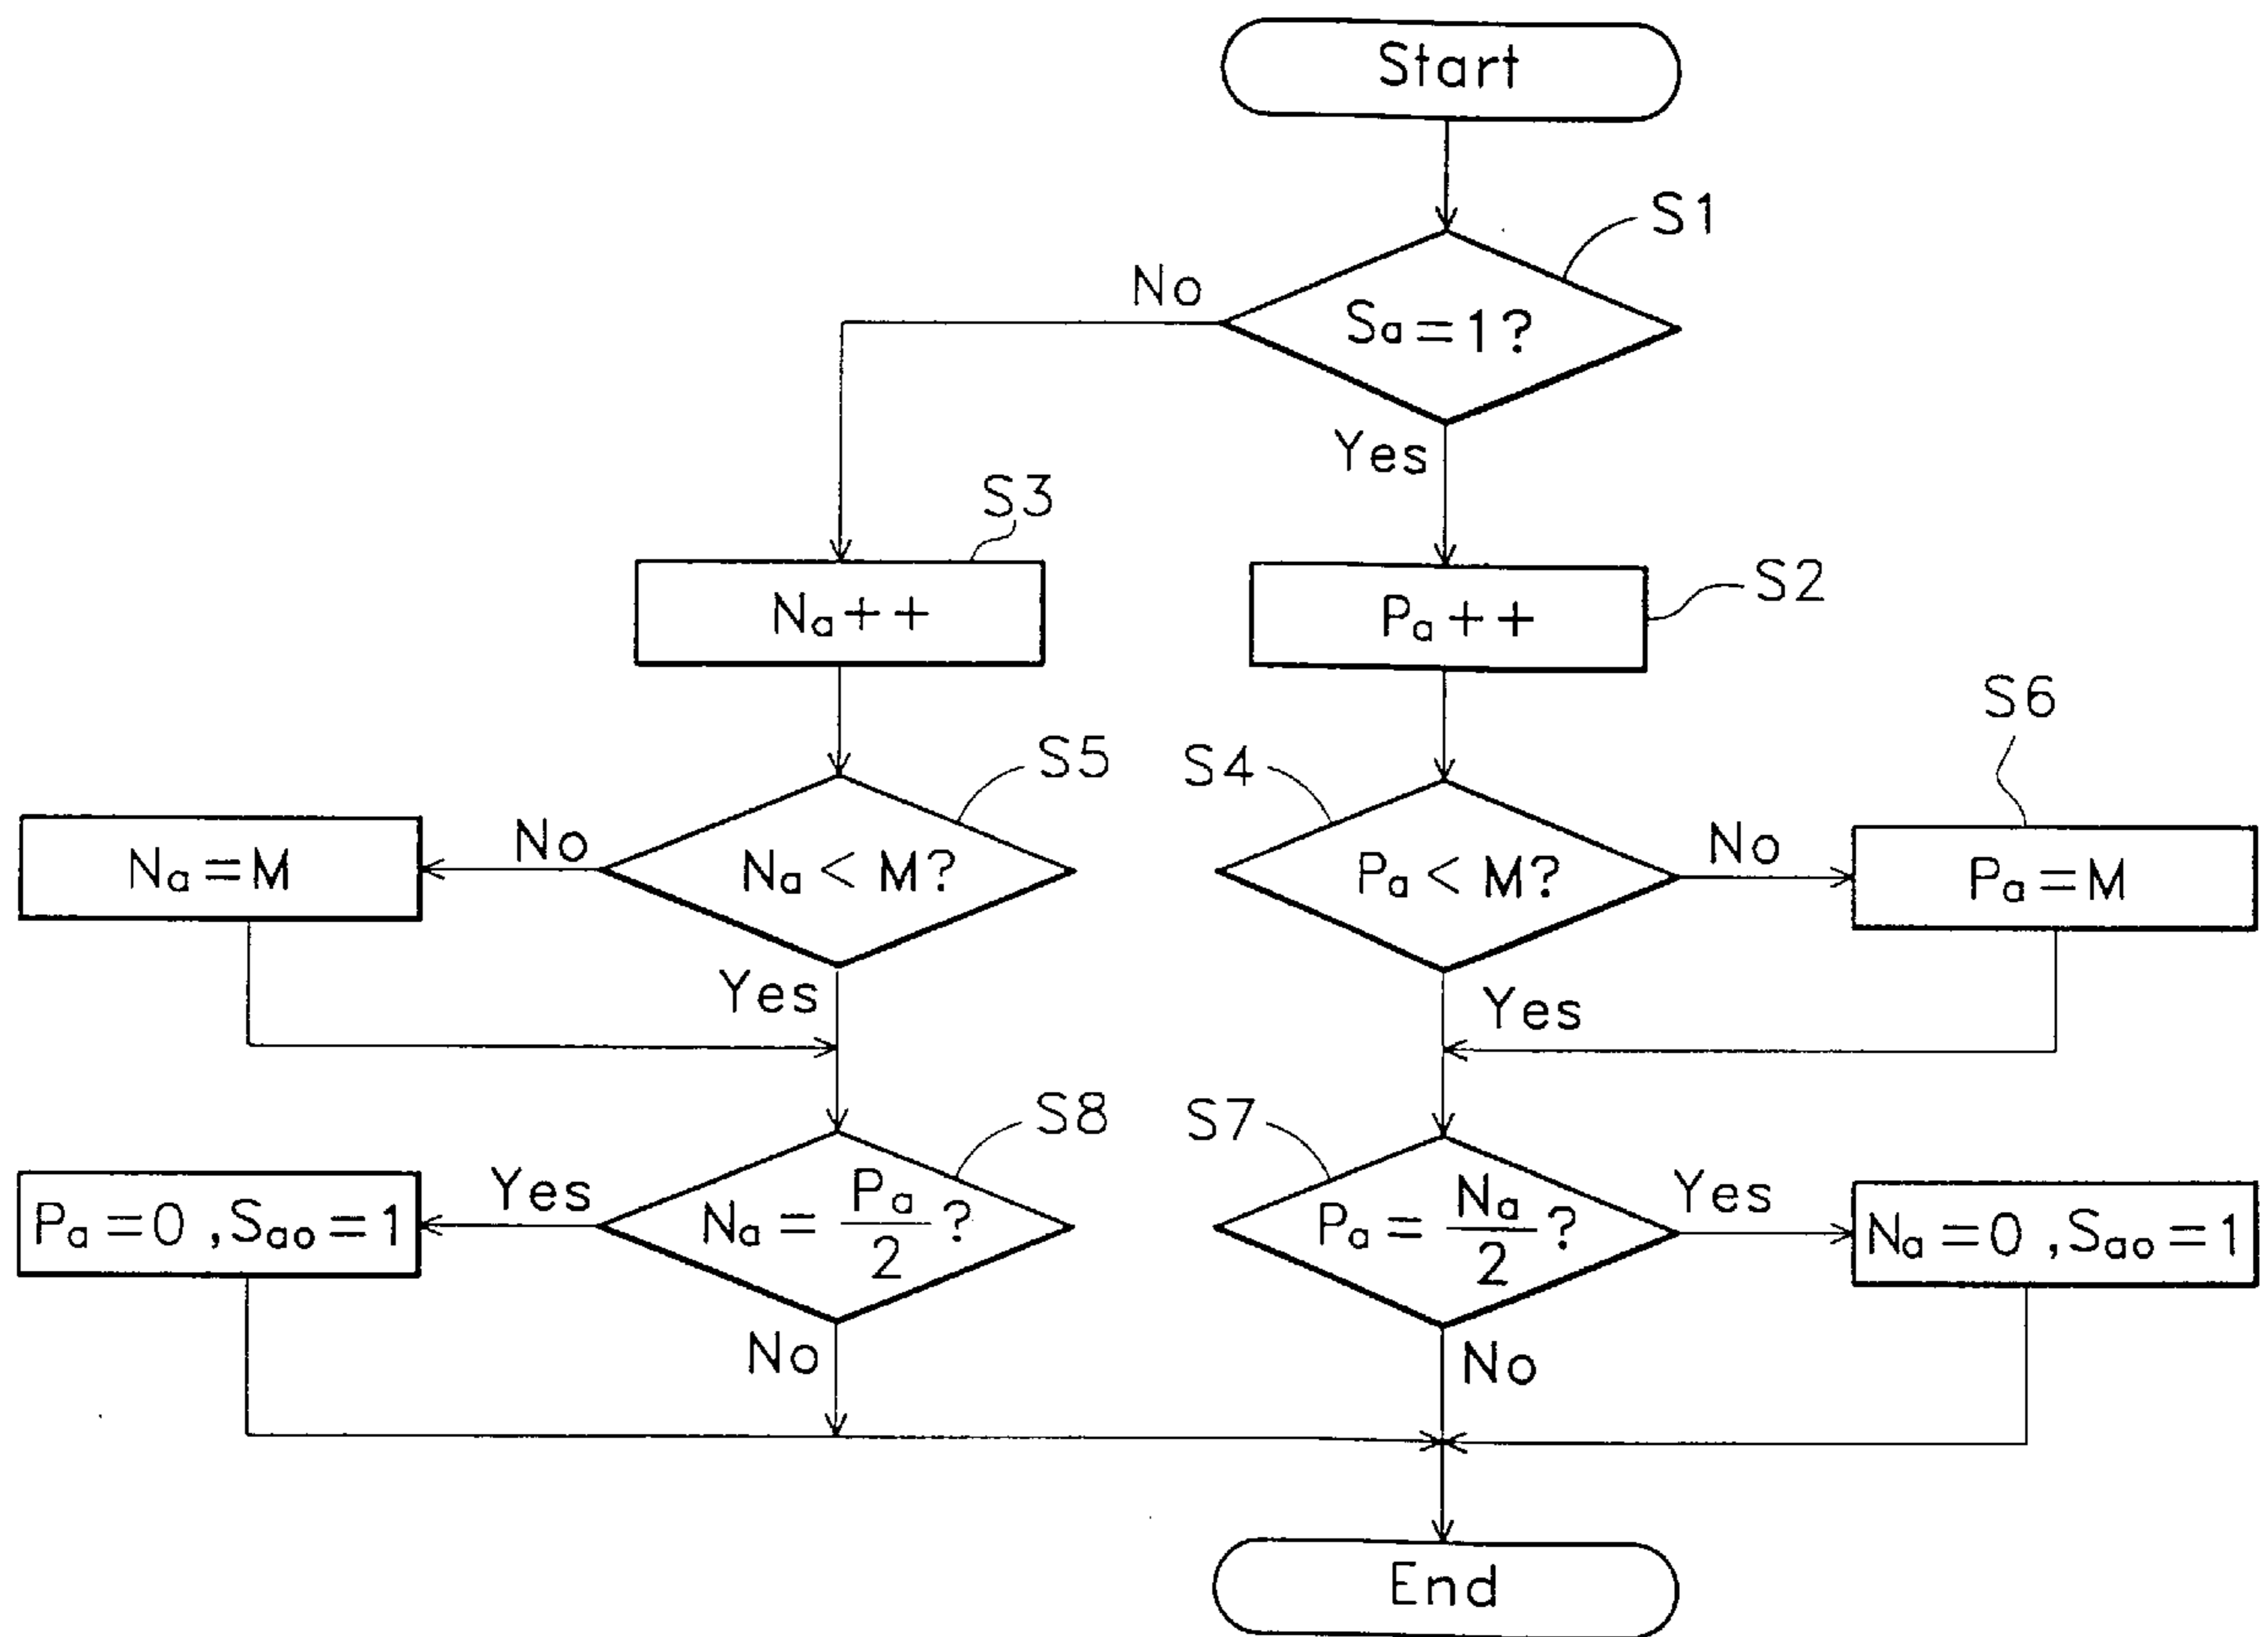 Start
S1
No
Sa=1?
Yes
S3
S2
Na++
Pa++
S6
S5
S4
No
No
Na=M
Na<M?
Pa<M?
Pa=M
Yes
Yes
S8
S7
Yes
Yes
Pa=0 ,Sao=1
Na=Pa/2?
Pa=Na/2?
Na=0 ,Sao=1
No
No
End